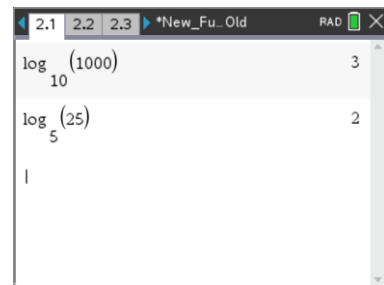 2.1 2.2 2.3 *New_Fu…Old RAD
log₁₀(1000) 3
log₅(25) 2